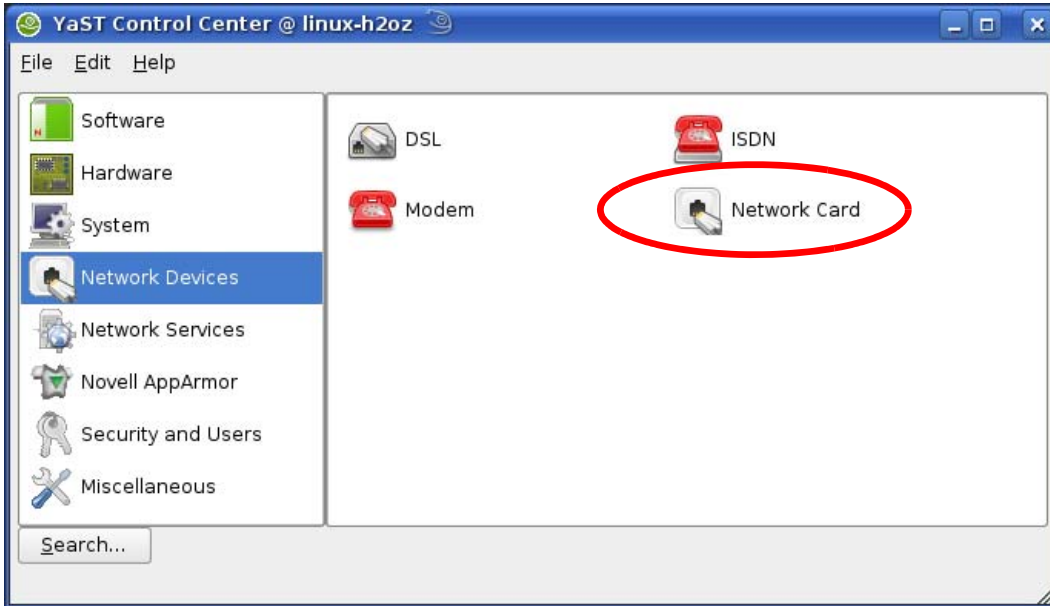 YaST Control Center @ linux-h2oz
File Edit Help
Software
Hardware
System
Network Devices
Network Services
Novell AppArmor
Security and Users
Miscellaneous
DSL
ISDN
Modem
Network Card
Search...